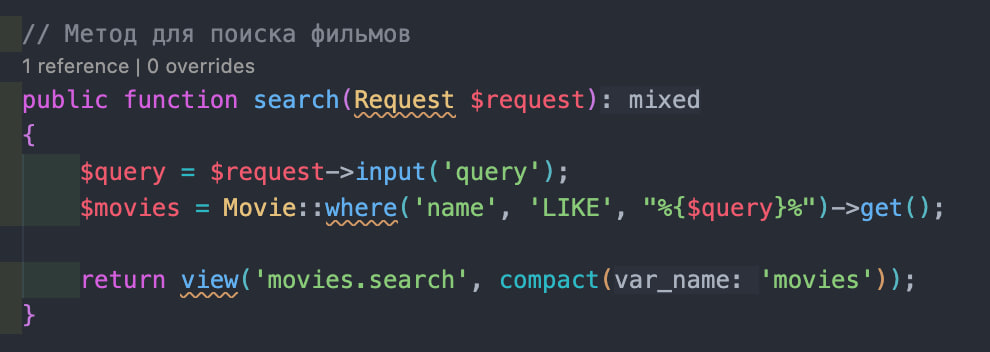 // Метод для поиска фильмов
1 reference | 0 overrides
public function search(Request $request): mixed
{
    $query = $request->input('query');
    $movies = Movie::where('name', 'LIKE', "%{$query}%")->get();
    return view('movies.search', compact(var_name: 'movies'));
}